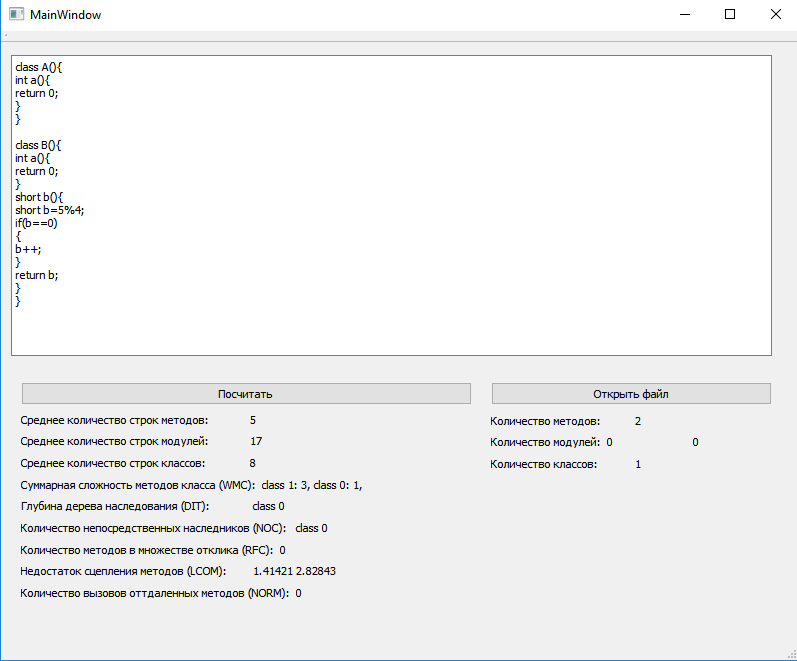 MainWindow
class A(){
int a(){
return 0;
}
}
class B(){
int a(){
return 0;
}
short b(){
short b=5%4;
if(b==0)
{
b++;
}
return b;
}
}
Посчитать
Открыть файл
Среднее количество строк методов: 5
Количество методов: 2
Среднее количество строк модулей: 17
Количество модулей: 0 0
Среднее количество строк классов: 8
Количество классов: 1
Суммарная сложность методов класса (WMC): class 1: 3, class 0: 1,
Глубина дерева наследования (DIT): class 0
Количество непосредственных наследников (NOC): class 0
Количество методов в множестве отклика (RFC): 0
Недостаток сцепления методов (LCOM): 1.41421 2.82843
Количество вызовов оттдаленных методов (NORM): 0